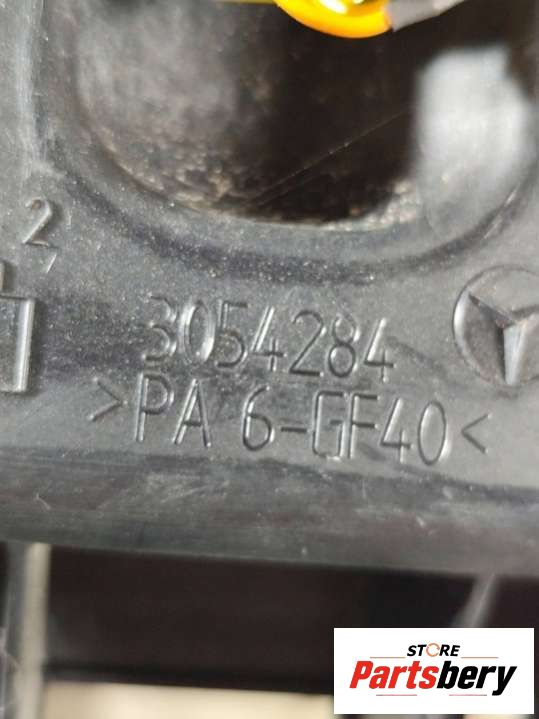 2
3054284
>PA 6-GF40<
STORE
Partsbery